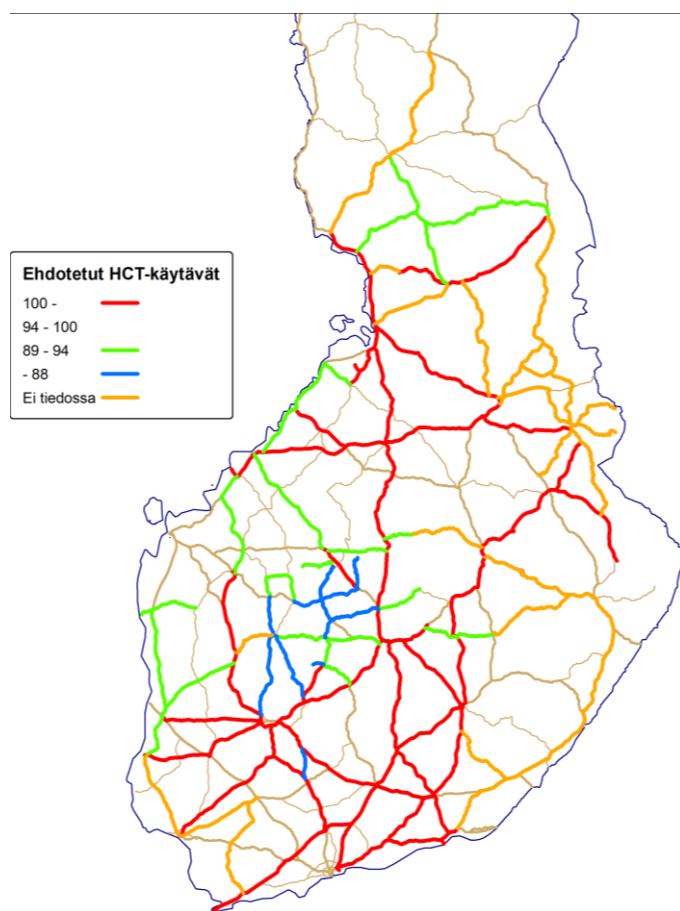 Ehdotetut HCT-käytävät
100 -
94 - 100
89 - 94
- 88
Ei tiedossa